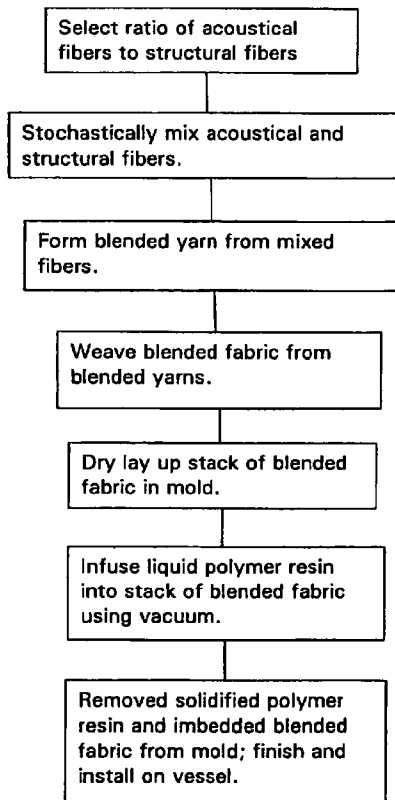 Select ratio of acoustical
fibers to structural fibers
Stochastically mix acoustical and
structural fibers.
Form blended yarn from mixed
fibers.
Weave blended fabric from
blended yarns.
Dry lay up stack of blended
fabric in mold.
Infuse liquid polymer resin
into stack of blended fabric
using vacuum.
Removed solidified polymer
resin and imbedded blended
fabric from mold; finish and
install on vessel.